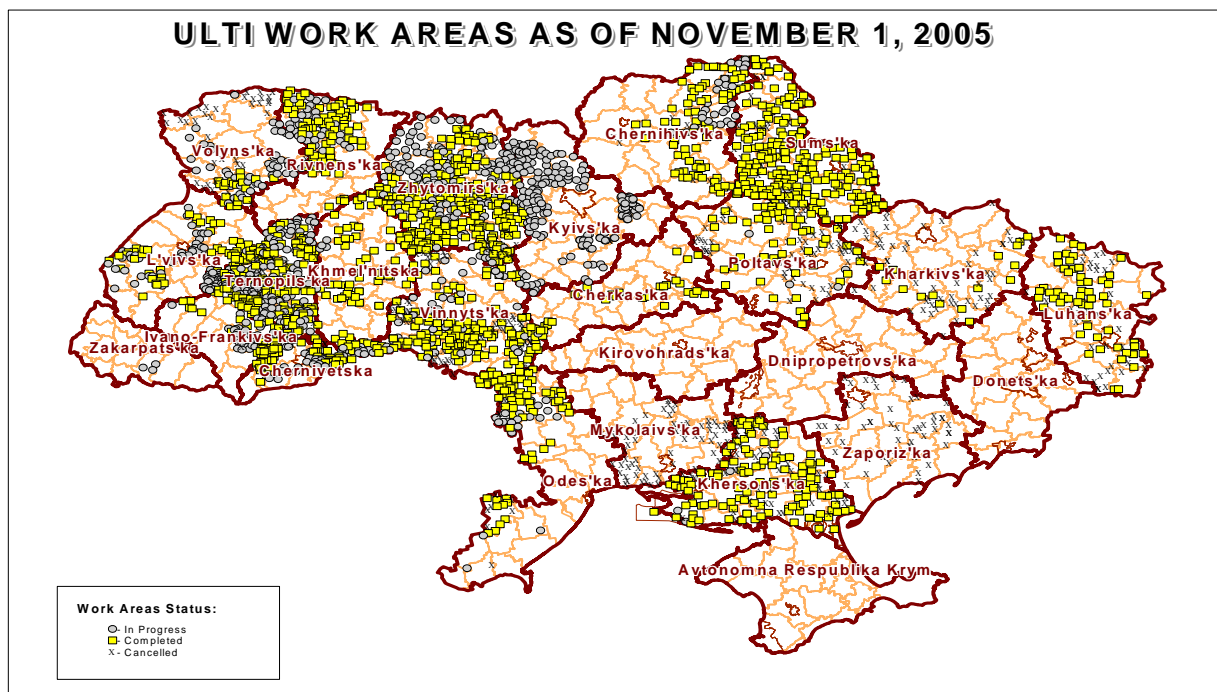 ULTI WORK AREAS AS OF NOVEMBER 1, 2005
Chernihivs'ka
Sums'ka
Volyns'ka
Rivnens'ka
Zhytomirs'ka
Kyivs'ka
L'vivs'ka
Ternopils'ka
Khmel'nitska
Poltavs'ka
Kharkivs'ka
Cherkas'ka
Vinnyts'ka
Luhans'ka
Ivano-Frankivs'ka
Zakarpats'ka
Chernivetska
Kirovohrads'ka
Dnipropetrovs'ka
Donets'ka
Mykolaivs'ka
Zaporiz'ka
Odes'ka
Khersons'ka
Avtonomna Respublika Krym
Work Areas Status:
- In Progress
- Completed
x - Cancelled